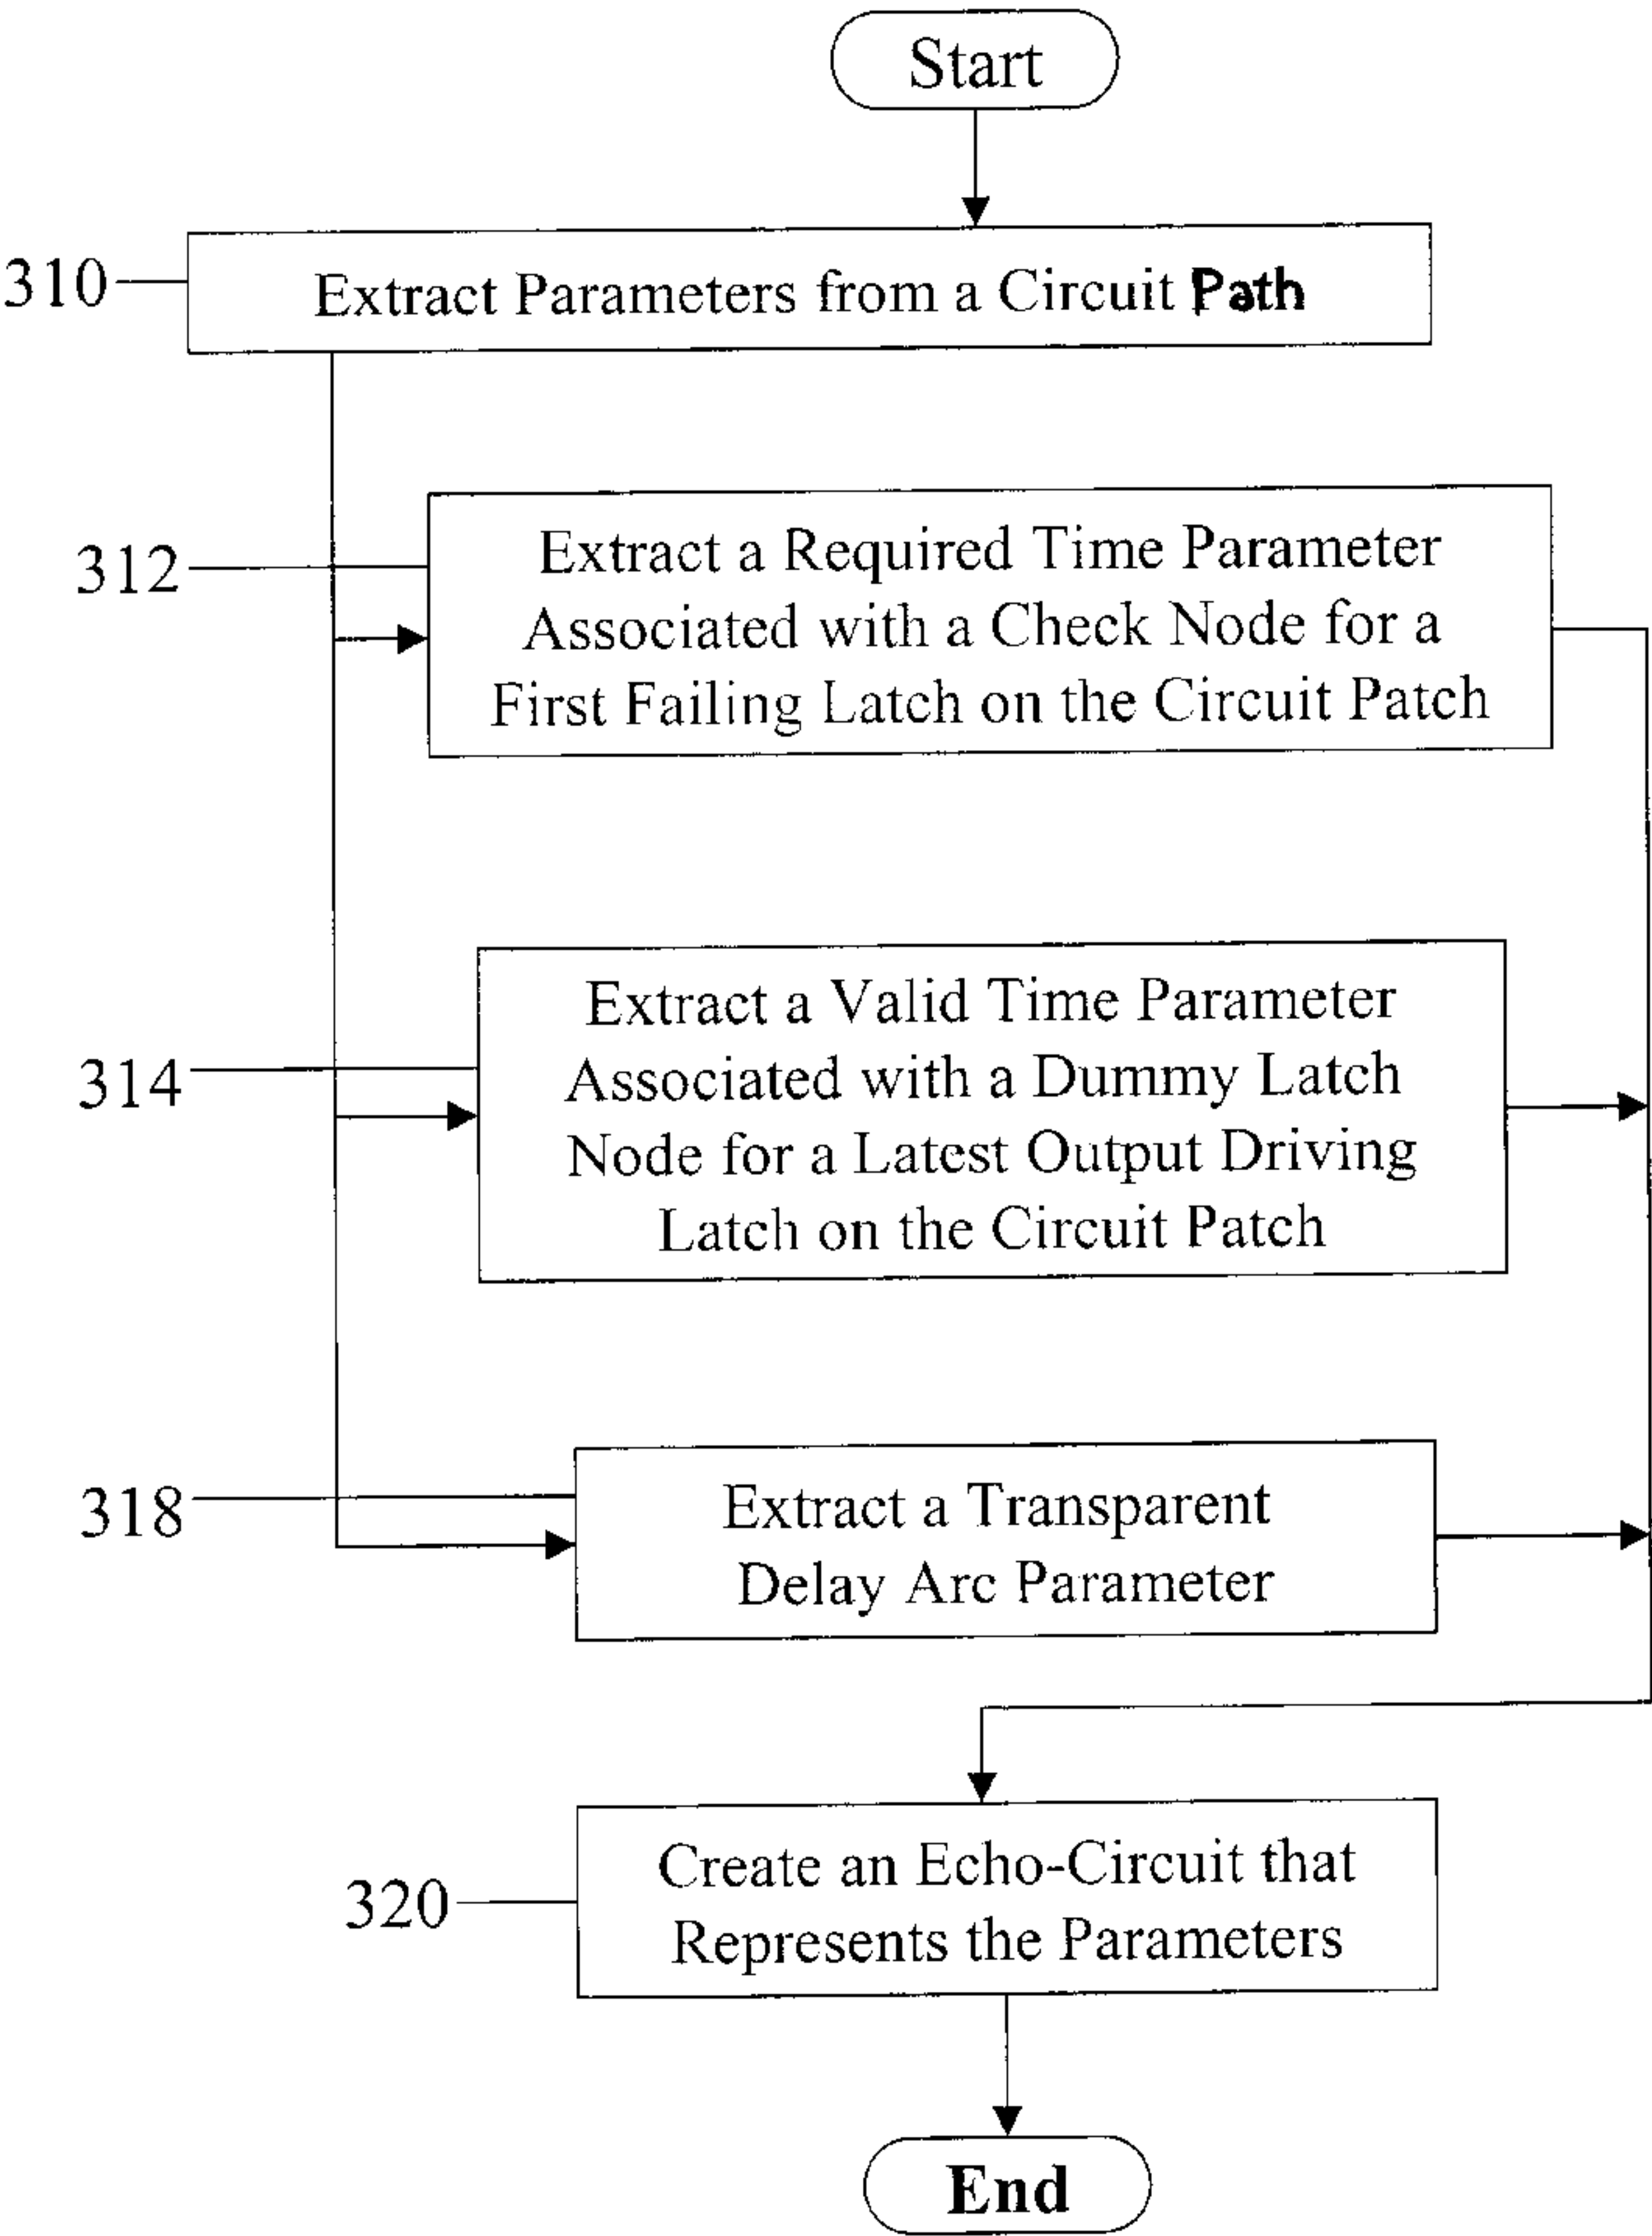 Start
310
Extract Parameters from a Circuit Path
312
Extract a Required Time Parameter
Associated with a Check Node for a
First Failing Latch on the Circuit Patch
314
Extract a Valid Time Parameter
Associated with a Dummy Latch
Node for a Latest Output Driving
Latch on the Circuit Patch
318
Extract a Transparent
Delay Arc Parameter
320
Create an Echo-Circuit that
Represents the Parameters
End